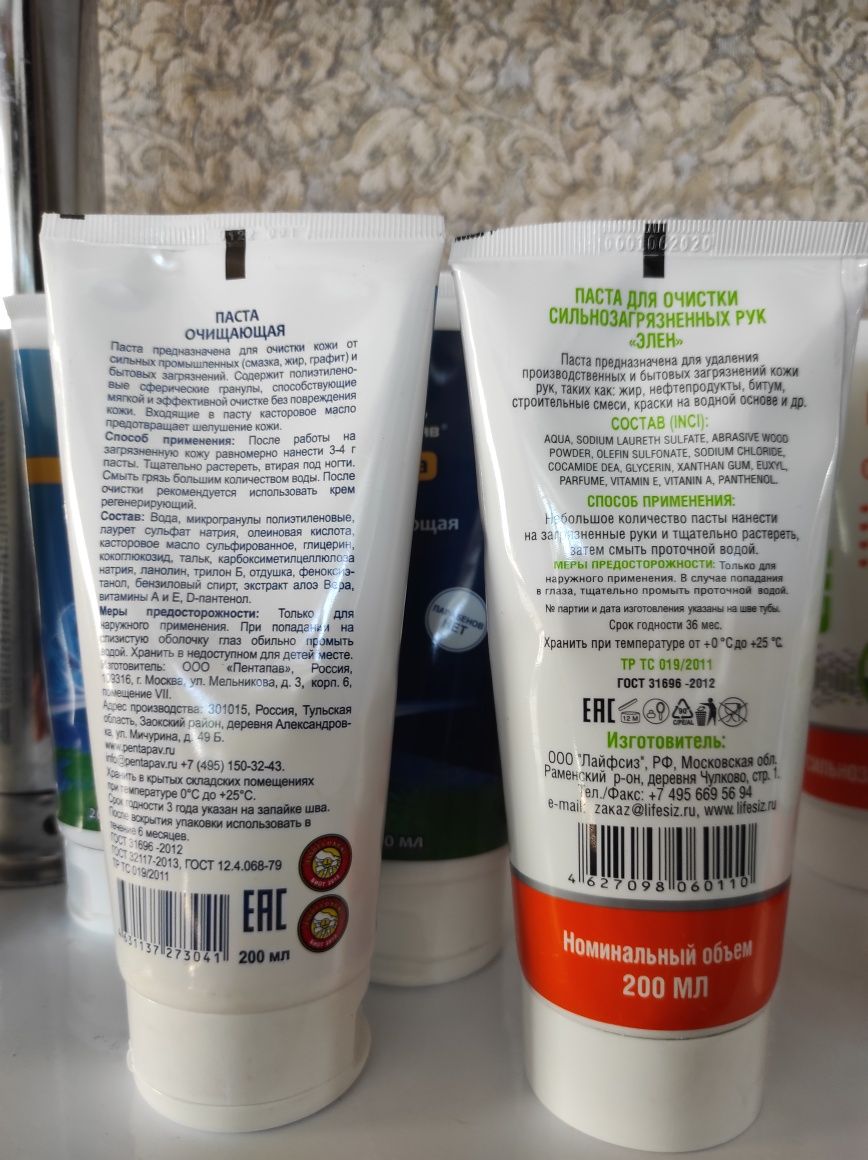 ПАСТА
ОЧИЩАЮЩАЯ
Паста предназначена для очистки кожи от
сильных промышленных (смазка, жир, графит) и
бытовых загрязнений. Содержит полиэтилено-
вые сферические гранулы, способствующие
мягкой и эффективной очистке без повреждения
кожи. Входящие в пасту касторовое масло
предотвращает шелушение кожи.
Способ применения: После работы на
загрязненную кожу равномерно нанести 3-4 г
пасты. Тщательно растереть, втирая под ногти.
Смыть грязь большим количеством воды. После
очистки рекомендуется использовать крем
регенерирующий.
Состав: Вода, микрогранулы полиэтиленовые,
лаурет сульфат натрия, олеиновая кислота,
касторовое масло сульфированное, глицерин,
кокоглюкозид, тальк, карбоксиметилцеллюлоза
натрия, ланолин, трилон Б, отдушка, феноксиэ-
танол, бензиловый спирт, экстракт алоэ Вера,
витамины А и Е, D-пантенол.
Меры предосторожности: Только для
наружного применения. При попадании на
слизистую оболочку глаз обильно промыть
водой. Хранить в недоступном для детей месте.
Изготовитель: ООО «Пентапав», Россия,
109316, г. Москва, ул. Мельникова, д. 3, корп. 6,
помещение VII.
Адрес производства: 301015, Россия, Тульская
область, Заокский район, деревня Александров-
ка, ул. Мичурина, д. 49 Б.
www.pentapav.ru
info@pentapav.ru +7 (495) 150-32-43.
Хранить в крытых складских помещениях
при температуре 0°С до +25°С.
Срок годности 3 года указан на запайке шва.
После вскрытия упаковки использовать в
течение 6 месяцев.
ГОСТ 31696 -2012
ГОСТ 32117-2013, ГОСТ 12.4.068-79
ТР ТС 019/2011
4631137 273041
EAC
200 мл
а
ющая
ПАРАБЕНОВ
НЕТ
0 МЛ
0001002020
ПАСТА ДЛЯ ОЧИСТКИ
СИЛЬНОЗАГРЯЗНЕННЫХ РУК
«ЭЛЕН»
Паста предназначена для удаления
производственных и бытовых загрязнений кожи
рук, таких как: жир, нефтепродукты, битум,
строительные смеси, краски на водной основе и др.
СОСТАВ (INCI):
AQUA, SODIUM LAURETH SULFATE, ABRASIVE WOOD
POWDER, OLEFIN SULFONATE, SODIUM CHLORIDE,
COCAMIDE DEA, GLYCERIN, XANTHAN GUM, EUXYL,
PARFUME, VITAMIN E, VITAMIN A, PANTHENOL.
СПОСОБ ПРИМЕНЕНИЯ:
Небольшое количество пасты нанести
на загрязненные руки и тщательно растереть,
затем смыть проточной водой.
МЕРЫ ПРЕДОСТОРОЖНОСТИ: Только для
наружного применения. В случае попадания
в глаза, тщательно промыть проточной водой.
№ партии и дата изготовления указаны на шве тубы.
Срок годности 36 мес.
Хранить при температуре от +0 °С до +25 °С
ТР ТС 019/2011
ГОСТ 31696 -2012
EAC 12 M 90 C/PE/AL
Изготовитель:
ООО "Лайфсиз", РФ, Московская обл.
Раменский р-он, деревня Чулково, стр. 1.
Тел./Факс: +7 495 669 56 94
e-mail: zakaz@lifesiz.ru, www.lifesiz.ru
4 627098 060110
Номинальный объем
200 МЛ